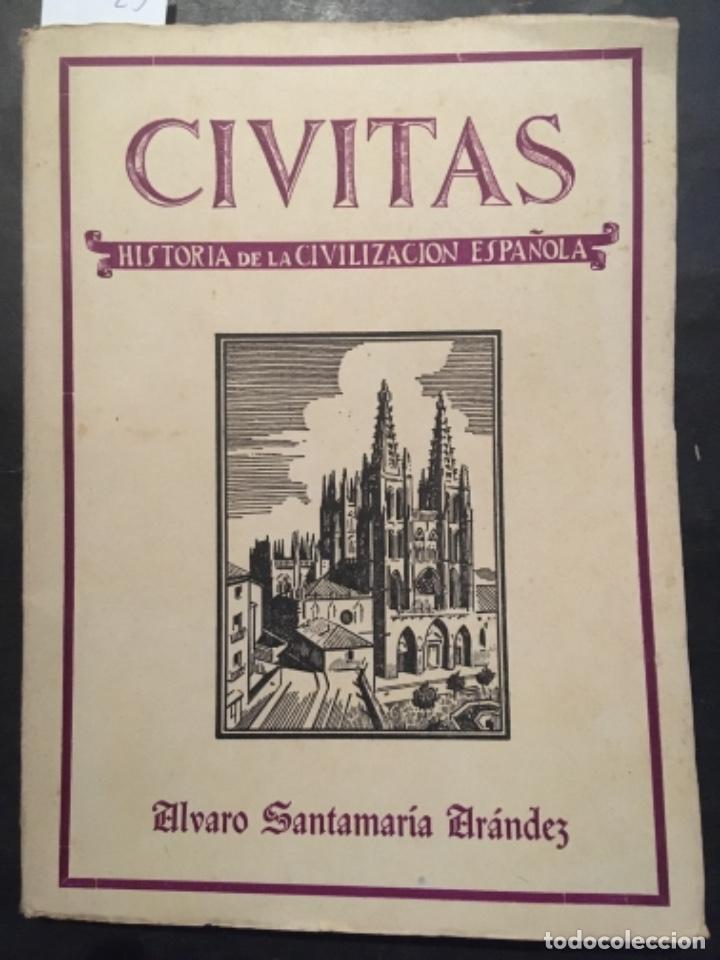 CIVITAS
HISTORIA DE LA CIVILIZACION ESPAÑOLA
Alvaro Santamaría Arández
todocoleccion